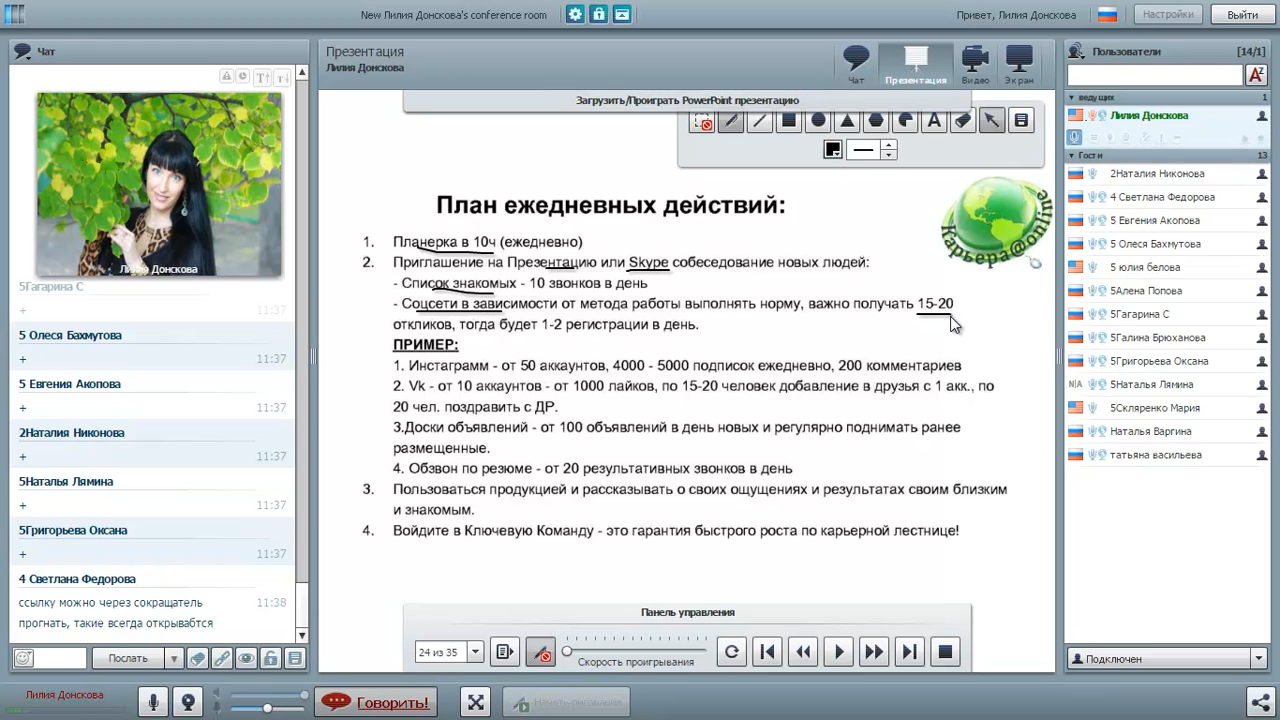 New Лилия Донскова's conference room
Привет, Лилия Донскова
Настройки
Выйти
Чат
Лилия Донскова
5Гагарина С
+
11:37
5 Олеся Бахмутова
+
11:37
5 Евгения Акопова
+
11:37
2Наталия Никонова
+
11:37
5Наталья Лямина
+
11:37
5Григорьева Оксана
+
11:37
4 Светлана Федорова
ссылку можно через сокращатель
11:38
прогнать, такие всегда открывабтся
Послать
Презентация
Лилия Донскова
Чат
Презентация
Видео
Экран
Загрузить/Проиграть PowerPoint презентацию
План ежедневных действий:
Карьера@online
1. Планерка в 10ч (ежедневно)
2. Приглашение на Презентацию или Skype собеседование новых людей:
- Список знакомых - 10 звонков в день
- Соцсети в зависимости от метода работы выполнять норму, важно получать 15-20
откликов, тогда будет 1-2 регистрации в день.
ПРИМЕР:
1. Инстаграмм - от 50 аккаунтов, 4000 - 5000 подписок ежедневно, 200 комментариев
2. Vk - от 10 аккаунтов - от 1000 лайков, по 15-20 человек добавление в друзья с 1 акк., по
20 чел. поздравить с ДР.
3.Доски объявлений - от 100 объявлений в день новых и регулярно поднимать ранее
размещенные.
4. Обзвон по резюме - от 20 результативных звонков в день
3. Пользоваться продукцией и рассказывать о своих ощущениях и результатах своим близким
и знакомым.
4. Войдите в Ключевую Команду - это гарантия быстрого роста по карьерной лестнице!
Панель управления
24 из 35
Скорость проигрывания
Пользователи
[14/1]
ведущих
1
Лилия Донскова
Гости
13
2Наталия Никонова
4 Светлана Федорова
5 Евгения Акопова
5 Олеся Бахмутова
5 юлия белова
5Алена Попова
5Гагарина С
5Галина Брюханова
5Григорьева Оксана
N/A
5Наталья Лямина
5Скляренко Мария
Наталья Варгина
татьяна васильева
Подключен
Лилия Донскова
Говорить!